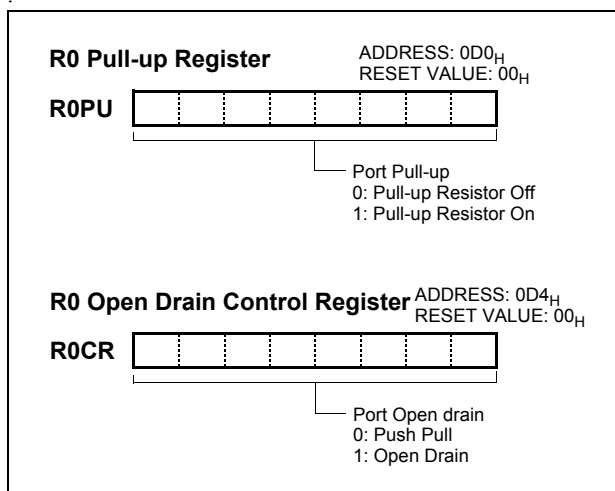 R0 Pull-up Register
ADDRESS: 0D0H
RESET VALUE: 00H
R0PU
Port Pull-up
0: Pull-up Resistor Off
1: Pull-up Resistor On
R0 Open Drain Control Register
ADDRESS: 0D4H
RESET VALUE: 00H
R0CR
Port Open drain
0: Push Pull
1: Open Drain